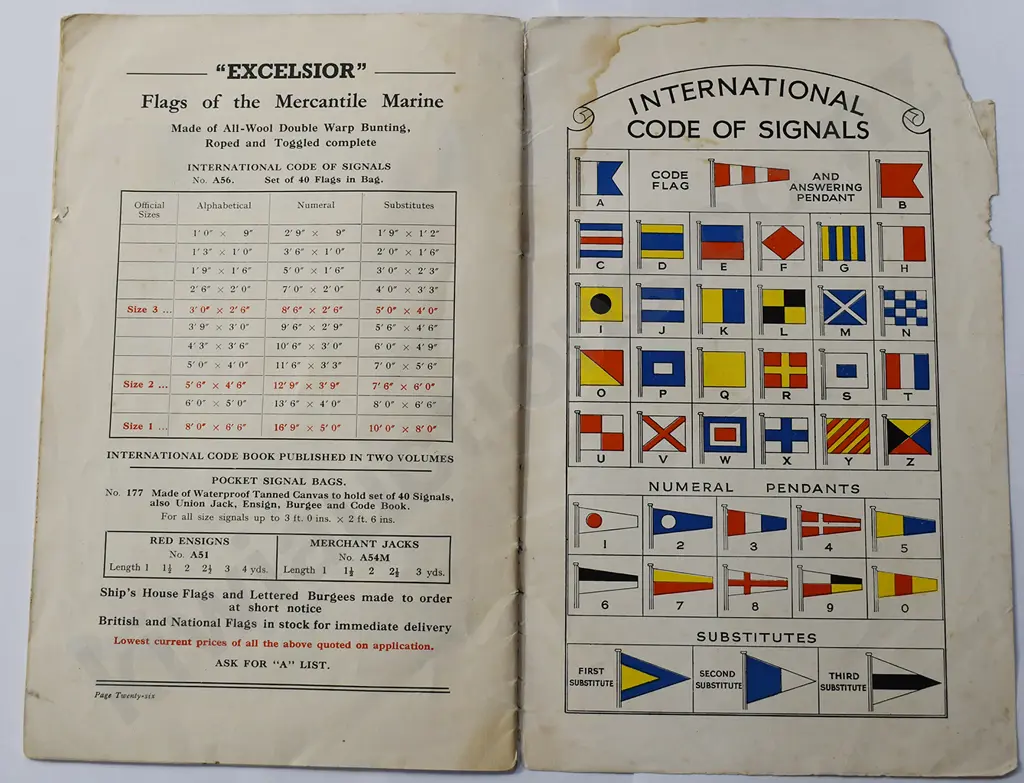 "EXCELSIOR"
Flags of the Mercantile Marine
Made of All-Wool Double Warp Bunting,
Roped and Toggled complete
INTERNATIONAL CODE OF SIGNALS
No. A56. Set of 40 Flags in Bag.
Official Sizes Alphabetical Numeral Substitutes
1' 0" × 9" 2' 9" × 9" 1' 9" × 1' 2"
1' 3" × 1' 0" 3' 6" × 1' 0" 2' 0" × 1' 6"
1' 9" × 1' 6" 5' 0" × 1' 6" 3' 0" × 2' 3"
2' 6" × 2' 0" 7' 0" × 2' 0" 4' 3" × 3' 3"
Size 3 ... 3' 0" × 2' 6" 8' 6" × 2' 6" 5' 0" × 4' 0"
3' 9" × 3' 0" 9' 6" × 2' 9" 5' 6" × 4' 6"
4' 3" × 3' 6" 10' 6" × 3' 0" 6' 0" × 4' 9"
5' 0" × 4' 0" 11' 6" × 3' 3" 7' 0" × 5' 6"
Size 2 ... 5' 6" × 4' 6" 12' 9" × 3' 9" 7' 6" × 6' 0"
6' 0" × 5' 0" 13' 6" × 4' 0" 8' 0" × 6' 6"
Size 1 ... 8' 0" × 6' 6" 16' 9" × 5' 0" 10' 0" × 8' 0"
INTERNATIONAL CODE BOOK PUBLISHED IN TWO VOLUMES
POCKET SIGNAL BAGS.
No. 177 Made of Waterproof Tanned Canvas to hold set of 40 Signals,
also Union Jack, Ensign, Burgee and Code Book.
For all size signals up to 3 ft. 0 ins. × 2 ft. 6 ins.
RED ENSIGNS
No. A51
Length 1 1½ 2 2½ 3 4 yds.
MERCHANT JACKS
No. A54M
Length 1 1½ 2 2½ 3 yds.
Ship's House Flags and Lettered Burgees made to order
at short notice
British and National Flags in stock for immediate delivery
Lowest current prices of all the above quoted on application.
ASK FOR "A" LIST.
Page Twenty-six
INTERNATIONAL
CODE OF SIGNALS
A
CODE
FLAG
AND
ANSWERING
PENDANT
B
C D E F G H
I J K L M N
O P Q R S T
U V W X Y Z
NUMERAL PENDANTS
1 2 3 4 5
6 7 8 9 0
SUBSTITUTES
FIRST
SUBSTITUTE
SECOND
SUBSTITUTE
THIRD
SUBSTITUTE